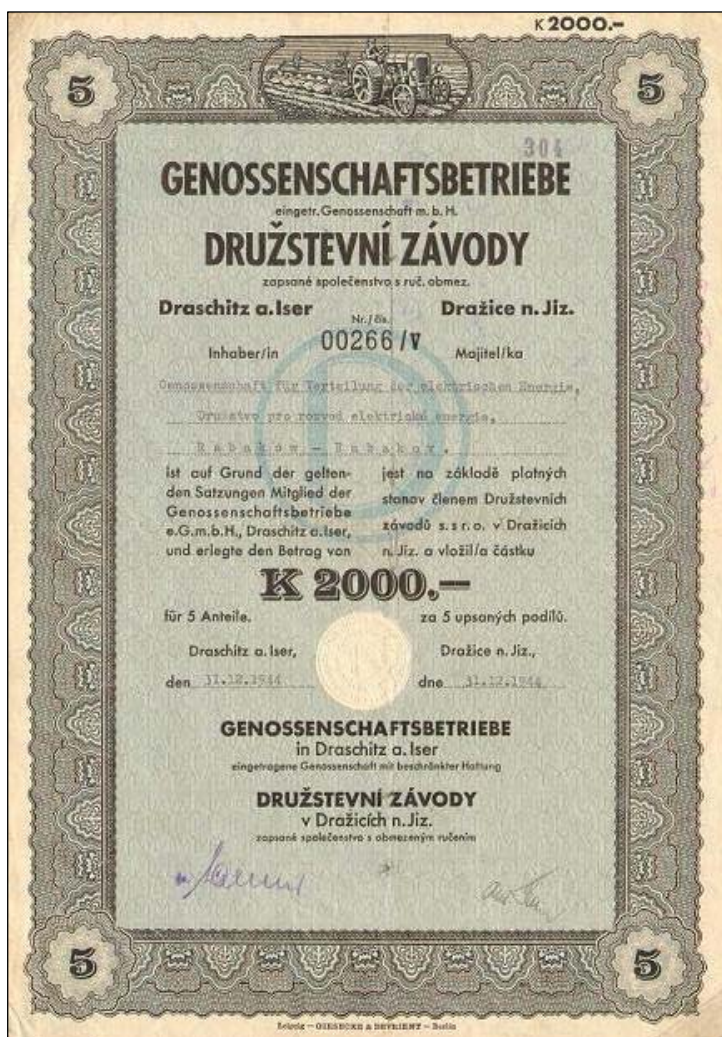 K 2000.–
5
5
304
GENOSSENSCHAFTSBETRIEBE
eingetr. Genossenschaft m. b. H.
DRUŽSTEVNÍ ZÁVODY
zapsané společenstvo s ruč. obmez.
Draschitz a. Iser Dražice n. Jiz.
Nr./čís.
00266/V
Inhaber/in Majitel/ka
Genossenschaft für Verteilung der elektrischen Energie,
Družstvo pro rozvod elektrické energie,
Rabakow – Rabakov.
ist auf Grund der gelten- jest na základě platných
den Satzungen Mitglied der stanov členem Družstevních
Genossenschaftsbetriebe závodů s. s r. o. v Dražicích
e.G.m.b.H., Draschitz a. Iser, n. Jiz. a vložil/a částku
und erlegte den Betrag von
K 2000.–
für 5 Anteile. za 5 upsaných podílů.
Draschitz a. Iser, Dražice n. Jiz.,
den 31.12.1944 dne 31.12.1944
GENOSSENSCHAFTSBETRIEBE
in Draschitz a. Iser
eingetragene Genossenschaft mit beschränkter Haftung
DRUŽSTEVNÍ ZÁVODY
v Dražicích n. Jiz.
zapsané společenstvo s obmezeným ručením
5
5
Leipzig – GIESECKE & DEVRIENT – Berlin